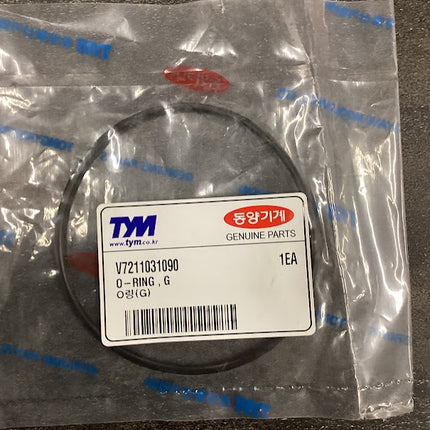 TYM
www.tym.co.kr
동양기계
GENUINE PARTS
V7211031090
1EA
O-RING , G
O링(G)